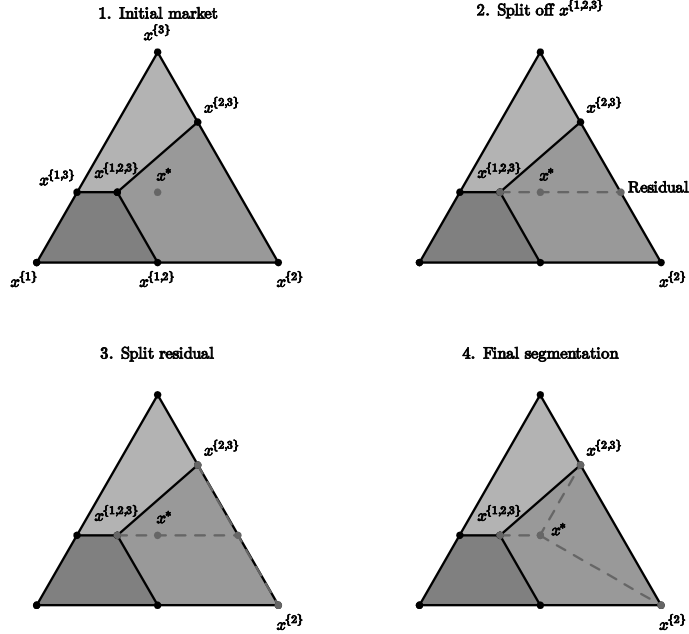 1. Initial market
x^{3}
x^{2,3}
x^{1,3}
x^{1,2,3}
x*
x^{1}
x^{1,2}
x^{2}
2. Split off x^{1,2,3}
x^{2,3}
x^{1,2,3}
x*
Residual
x^{2}
3. Split residual
x^{2,3}
x^{1,2,3}
x*
x^{2}
4. Final segmentation
x^{2,3}
x^{1,2,3}
x*
x^{2}